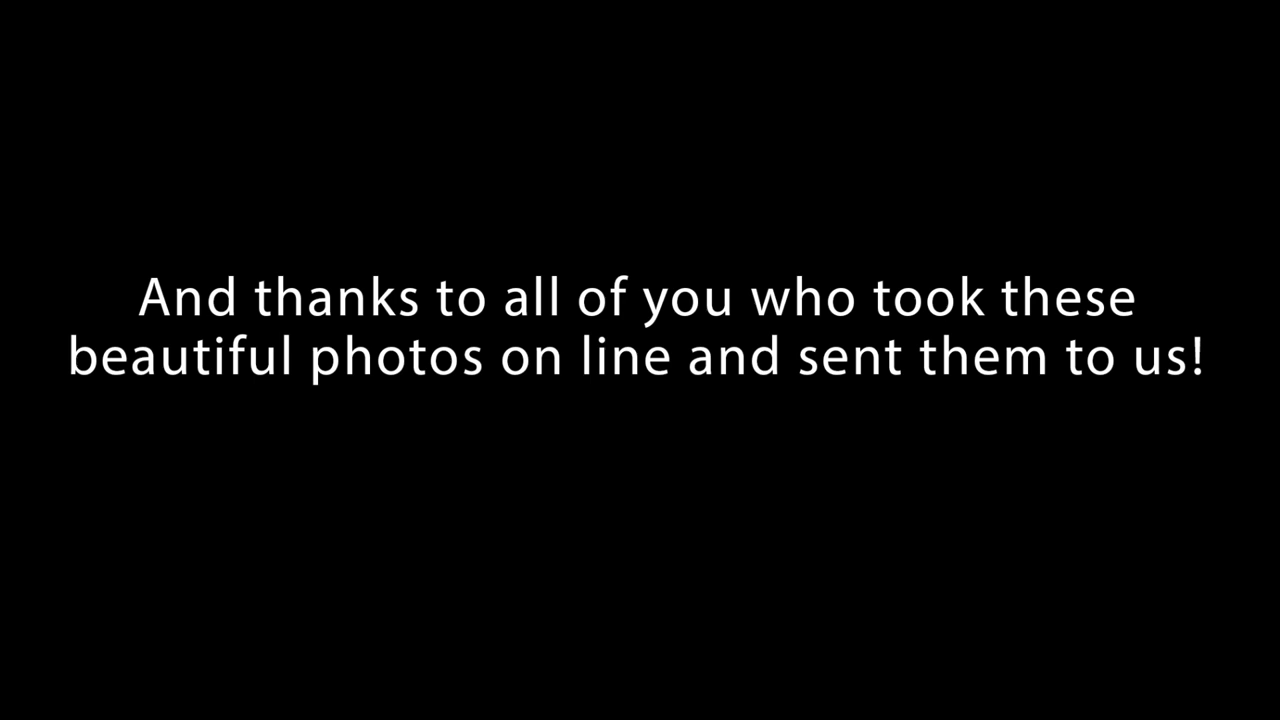 And thanks to all of you who took these
beautiful photos on line and sent them to us!